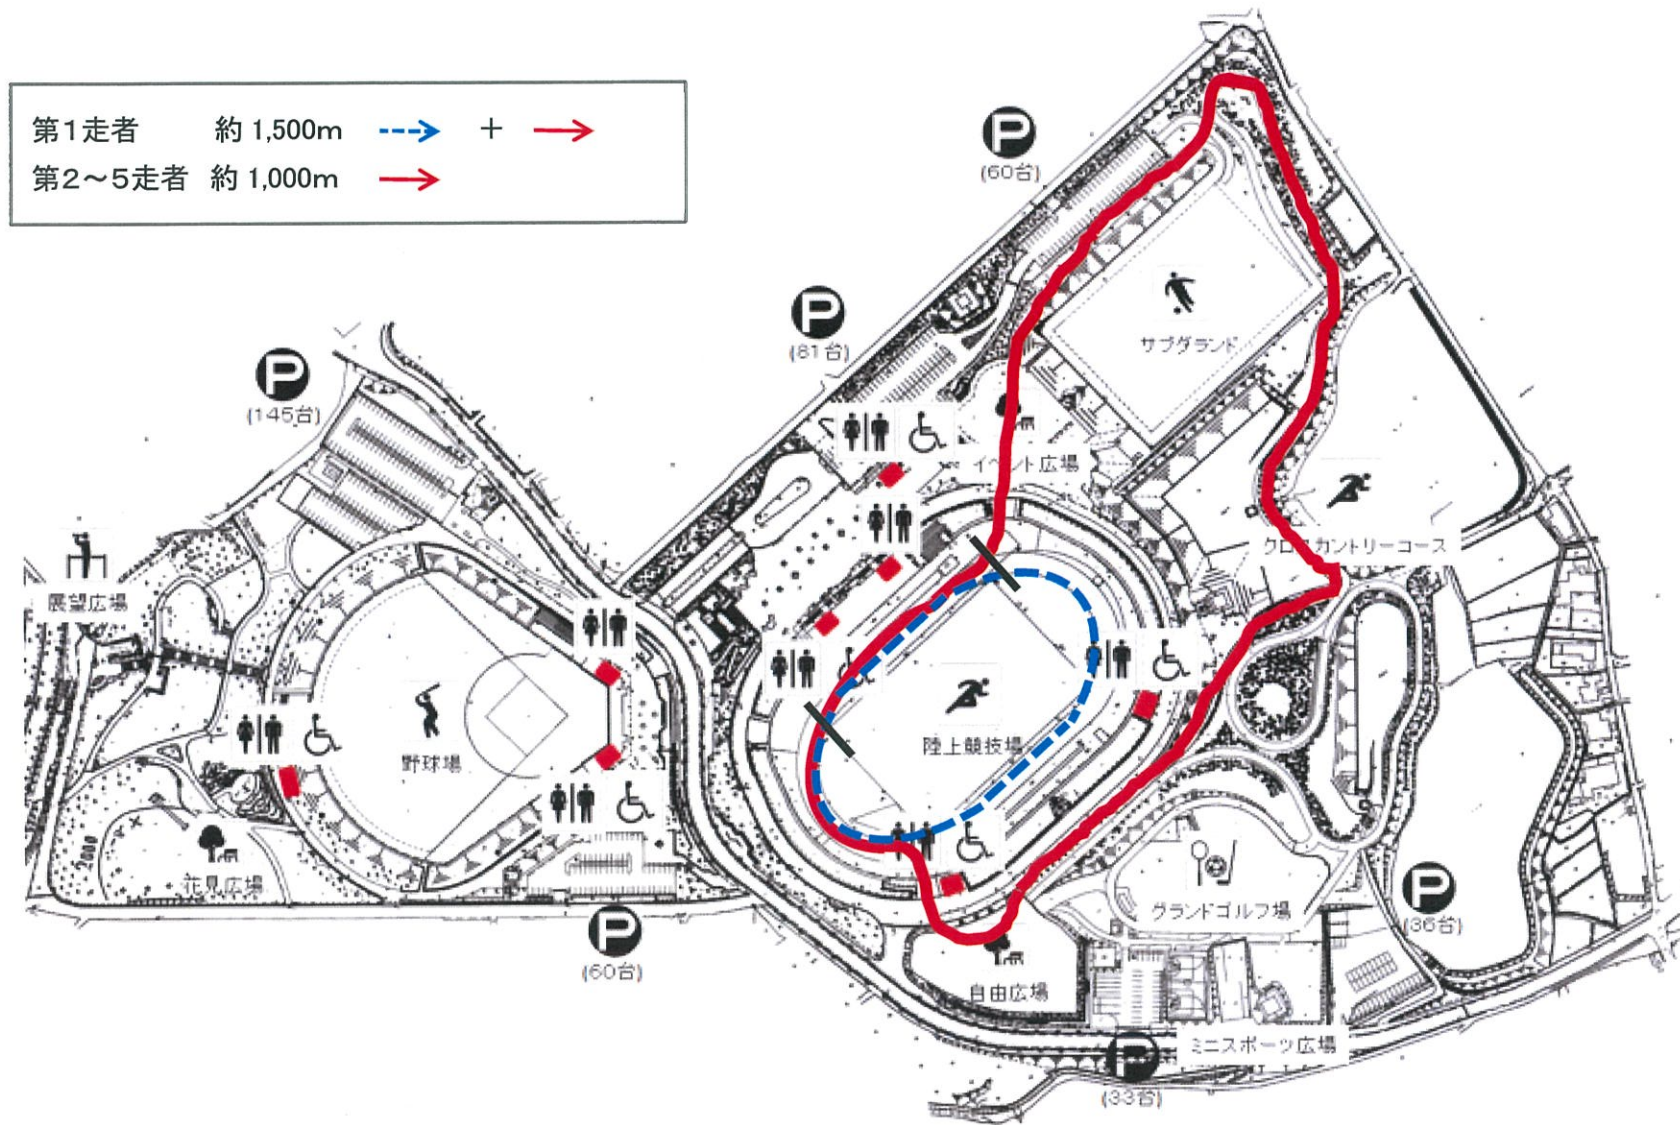 第1走者 約 1,500m +
第2～5走者 約 1,000m
P
(60台)
P
(81台)
P
(145台)
サブグランド
イベント広場
クロスカントリーコース
展望広場
野球場
陸上競技場
2000
花見広場
グランドゴルフ場
P
(36台)
P
(60台)
自由広場
ミニスポーツ広場
P
(33台)